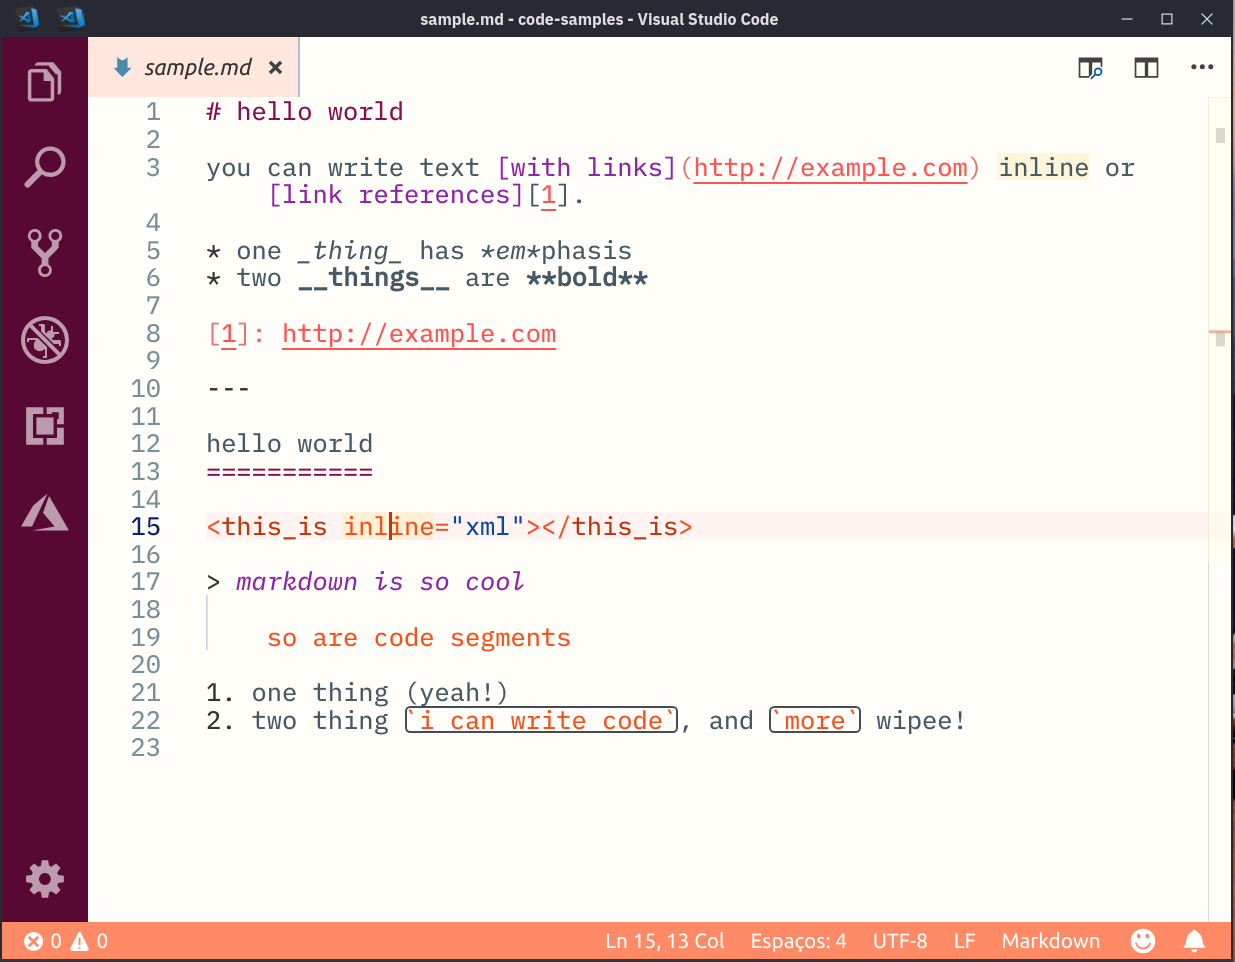 sample.md - code-samples - Visual Studio Code
sample.md
1 # hello world
2
3 you can write text [with links](http://example.com) inline or
[link references][1].
4
5 * one _thing_ has *em*phasis
6 * two __things__ are **bold**
7
8 [1]: http://example.com
9
10 ---
11
12 hello world
13 ===========
14
15 <this_is inline="xml"></this_is>
16
17 > markdown is so cool
18
19 so are code segments
20
21 1. one thing (yeah!)
22 2. two thing `i can write code`, and `more` wipee!
23
0 0 Ln 15, 13 Col Espaços: 4 UTF-8 LF Markdown